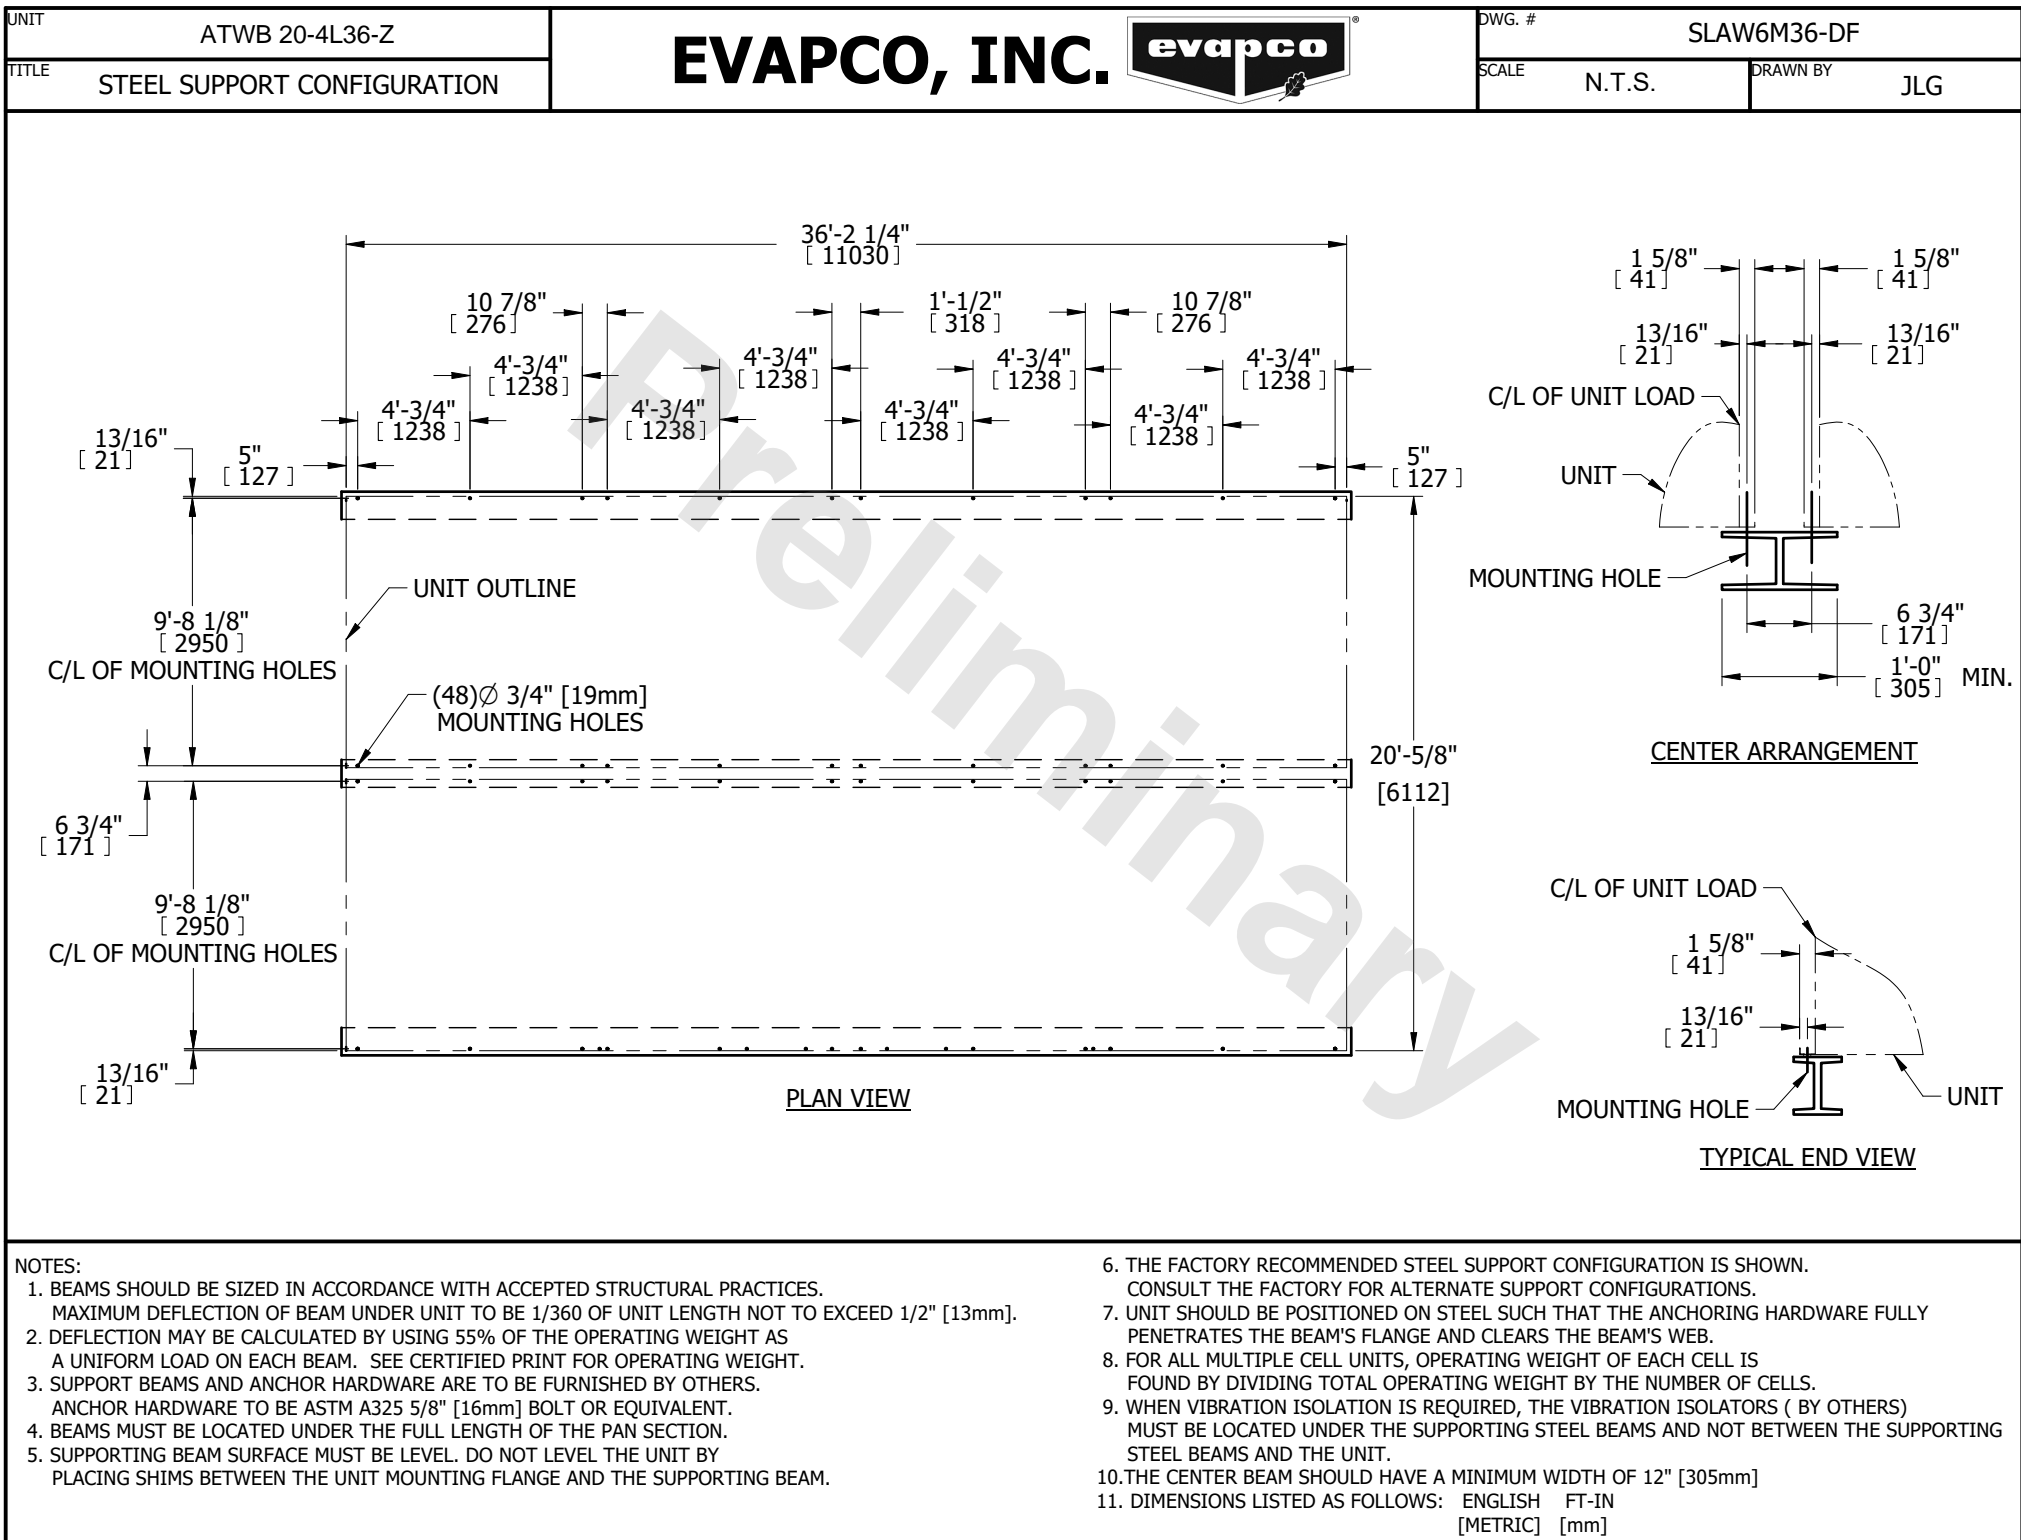 UNIT
ATWB 20-4L36-Z
TITLE
STEEL SUPPORT CONFIGURATION
EVAPCO, INC.
evapco
®
DWG. #
SLAW6M36-DF
SCALE
N.T.S.
DRAWN BY
JLG
36'-2 1/4"
[ 11030]
10 7/8"
[ 276]
1'-1/2"
[ 318 ]
10 7/8"
[ 276 ]
4'-3/4"
[ 1238]
4'-3/4"
[ 1238]
4'-3/4"
[ 1238]
4'-3/4"
[ 1238]
4'-3/4"
[ 1238 ]
4'-3/4"
[ 1238]
4'-3/4"
[ 1238]
4'-3/4"
[ 1238]
13/16"
[ 21]
5"
[ 127 ]
5"
[ 127 ]
UNIT OUTLINE
9'-8 1/8"
[ 2950 ]
C/L OF MOUNTING HOLES
(48)Ø 3/4" [19mm]
MOUNTING HOLES
20'-5/8"
[6112]
6 3/4"
[ 171 ]
9'-8 1/8"
[ 2950 ]
C/L OF MOUNTING HOLES
13/16"
[ 21]
PLAN VIEW
Preliminary
1 5/8"
[ 41]
1 5/8"
[ 41]
13/16"
[ 21]
13/16"
[ 21]
C/L OF UNIT LOAD
UNIT
MOUNTING HOLE
6 3/4"
[ 171]
1'-0"
[ 305] MIN.
CENTER ARRANGEMENT
C/L OF UNIT LOAD
1 5/8"
[ 41]
13/16"
[ 21]
MOUNTING HOLE
UNIT
TYPICAL END VIEW
NOTES:
1. BEAMS SHOULD BE SIZED IN ACCORDANCE WITH ACCEPTED STRUCTURAL PRACTICES.
MAXIMUM DEFLECTION OF BEAM UNDER UNIT TO BE 1/360 OF UNIT LENGTH NOT TO EXCEED 1/2" [13mm].
2. DEFLECTION MAY BE CALCULATED BY USING 55% OF THE OPERATING WEIGHT AS
A UNIFORM LOAD ON EACH BEAM. SEE CERTIFIED PRINT FOR OPERATING WEIGHT.
3. SUPPORT BEAMS AND ANCHOR HARDWARE ARE TO BE FURNISHED BY OTHERS.
ANCHOR HARDWARE TO BE ASTM A325 5/8" [16mm] BOLT OR EQUIVALENT.
4. BEAMS MUST BE LOCATED UNDER THE FULL LENGTH OF THE PAN SECTION.
5. SUPPORTING BEAM SURFACE MUST BE LEVEL. DO NOT LEVEL THE UNIT BY
PLACING SHIMS BETWEEN THE UNIT MOUNTING FLANGE AND THE SUPPORTING BEAM.
6. THE FACTORY RECOMMENDED STEEL SUPPORT CONFIGURATION IS SHOWN.
CONSULT THE FACTORY FOR ALTERNATE SUPPORT CONFIGURATIONS.
7. UNIT SHOULD BE POSITIONED ON STEEL SUCH THAT THE ANCHORING HARDWARE FULLY
PENETRATES THE BEAM'S FLANGE AND CLEARS THE BEAM'S WEB.
8. FOR ALL MULTIPLE CELL UNITS, OPERATING WEIGHT OF EACH CELL IS
FOUND BY DIVIDING TOTAL OPERATING WEIGHT BY THE NUMBER OF CELLS.
9. WHEN VIBRATION ISOLATION IS REQUIRED, THE VIBRATION ISOLATORS ( BY OTHERS)
MUST BE LOCATED UNDER THE SUPPORTING STEEL BEAMS AND NOT BETWEEN THE SUPPORTING
STEEL BEAMS AND THE UNIT.
10.THE CENTER BEAM SHOULD HAVE A MINIMUM WIDTH OF 12" [305mm]
11. DIMENSIONS LISTED AS FOLLOWS: ENGLISH FT-IN
[METRIC] [mm]